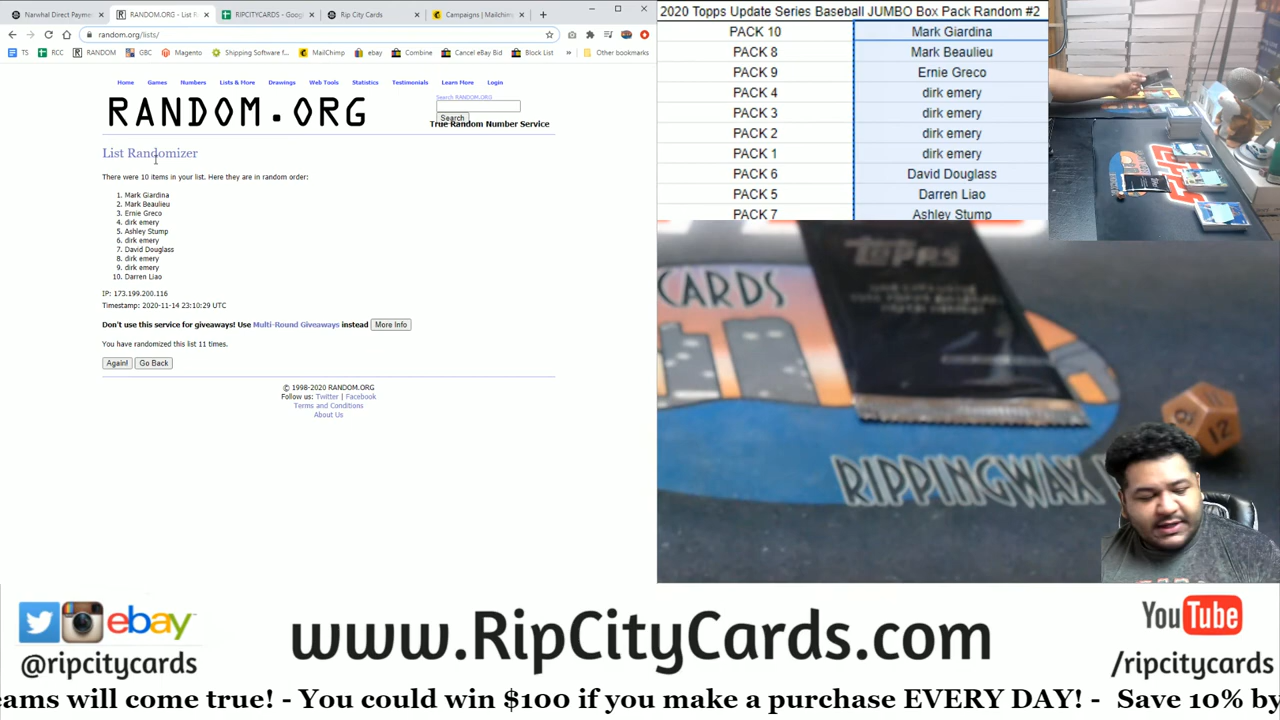 Narwhal Direct Payme
RANDOM.ORG - List R
RIPCITYCARDS - Goog
Rip City Cards
Campaigns | Mailchim
random.org/lists/
TS
RCC
RANDOM
GBC
Magento
Shipping Software f...
MailChimp
ebay
Combine
Cancel eBay Bid
Block List
»
Other bookmarks
Home Games Numbers Lists & More Drawings Web Tools Statistics Testimonials Learn More Login
RANDOM.ORG
Search RANDOM.ORG
Search
True Random Number Service
List Randomizer
There were 10 items in your list. Here they are in random order:
1. Mark Giardina
2. Mark Beaulieu
3. Ernie Greco
4. dirk emery
5. Ashley Stump
6. dirk emery
7. David Douglass
8. dirk emery
9. dirk emery
10. Darren Liao
IP: 173.199.200.116
Timestamp: 2020-11-14 23:10:29 UTC
Don't use this service for giveaways! Use Multi-Round Giveaways instead More Info
You have randomized this list 11 times.
Again! Go Back
© 1998-2020 RANDOM.ORG
Follow us: Twitter | Facebook
Terms and Conditions
About Us
2020 Topps Update Series Baseball JUMBO Box Pack Random #2
PACK 10 Mark Giardina
PACK 8 Mark Beaulieu
PACK 9 Ernie Greco
PACK 4 dirk emery
PACK 3 dirk emery
PACK 2 dirk emery
PACK 1 dirk emery
PACK 6 David Douglass
PACK 5 Darren Liao
PACK 7 Ashley Stump
CARDS
topps
RIPPINGWAX
9
12
ebay
@ripcitycards
www.RipCityCards.com
YouTube
/ripcitycards
eams will come true! - You could win $100 if you make a purchase EVERY DAY! - Save 10% by